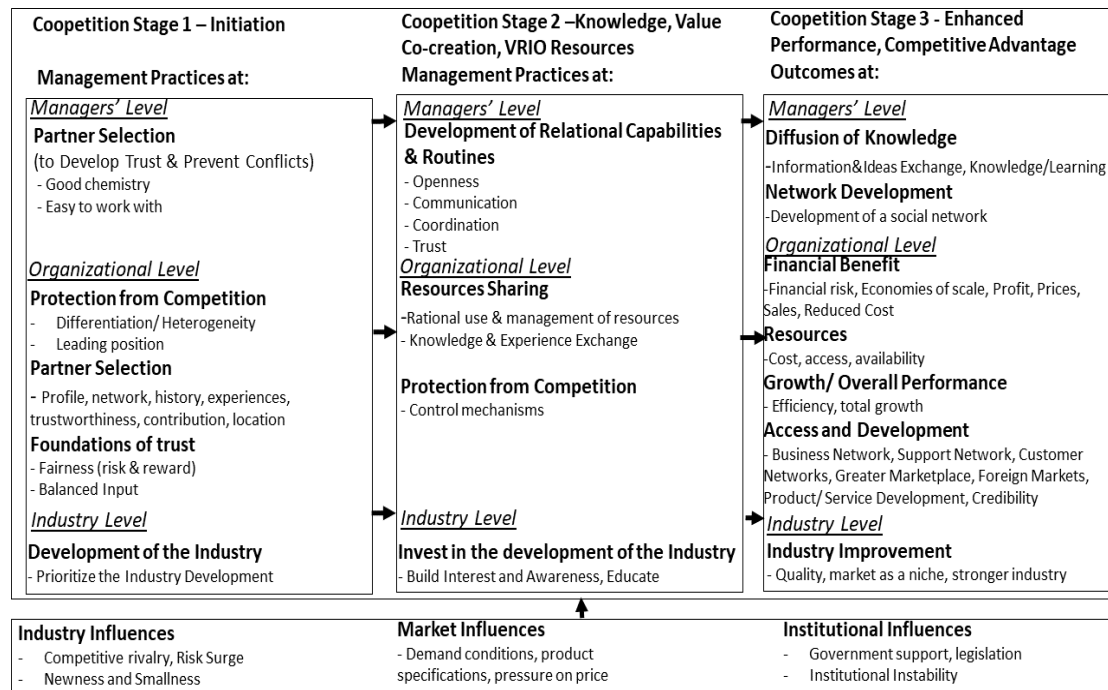 Coopetition Stage 1 – Initiation
Management Practices at:
Managers' Level
Partner Selection
(to Develop Trust & Prevent Conflicts)
- Good chemistry
- Easy to work with
Organizational Level
Protection from Competition
- Differentiation/ Heterogeneity
- Leading position
Partner Selection
- Profile, network, history, experiences,
trustworthiness, contribution, location
Foundations of trust
- Fairness (risk & reward)
- Balanced Input
Industry Level
Development of the Industry
- Prioritize the Industry Development
Coopetition Stage 2 –Knowledge, Value
Co-creation, VRIO Resources
Management Practices at:
Managers' Level
Development of Relational Capabilities
& Routines
- Openness
- Communication
- Coordination
- Trust
Organizational Level
Resources Sharing
-Rational use & management of resources
- Knowledge & Experience Exchange
Protection from Competition
- Control mechanisms
Industry Level
Invest in the development of the Industry
- Build Interest and Awareness, Educate
Coopetition Stage 3 - Enhanced
Performance, Competitive Advantage
Outcomes at:
Managers' Level
Diffusion of Knowledge
-Information&Ideas Exchange, Knowledge/Learning
Network Development
-Development of a social network
Organizational Level
Financial Benefit
-Financial risk, Economies of scale, Profit, Prices,
Sales, Reduced Cost
Resources
-Cost, access, availability
Growth/ Overall Performance
- Efficiency, total growth
Access and Development
- Business Network, Support Network, Customer
Networks, Greater Marketplace, Foreign Markets,
Product/ Service Development, Credibility
Industry Level
Industry Improvement
- Quality, market as a niche, stronger industry
Industry Influences
- Competitive rivalry, Risk Surge
- Newness and Smallness
Market Influences
- Demand conditions, product
specifications, pressure on price
Institutional Influences
- Government support, legislation
- Institutional Instability